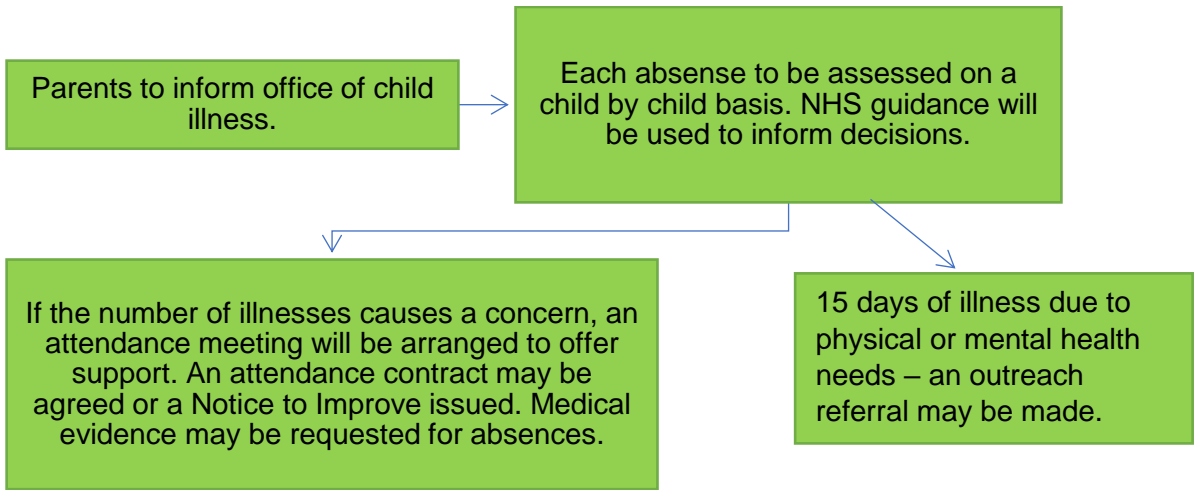 Parents to inform office of child
illness.
Each absense to be assessed on a
child by child basis. NHS guidance will
be used to inform decisions.
If the number of illnesses causes a concern, an
attendance meeting will be arranged to offer
support. An attendance contract may be
agreed or a Notice to Improve issued. Medical
evidence may be requested for absences.
15 days of illness due to
physical or mental health
needs – an outreach
referral may be made.